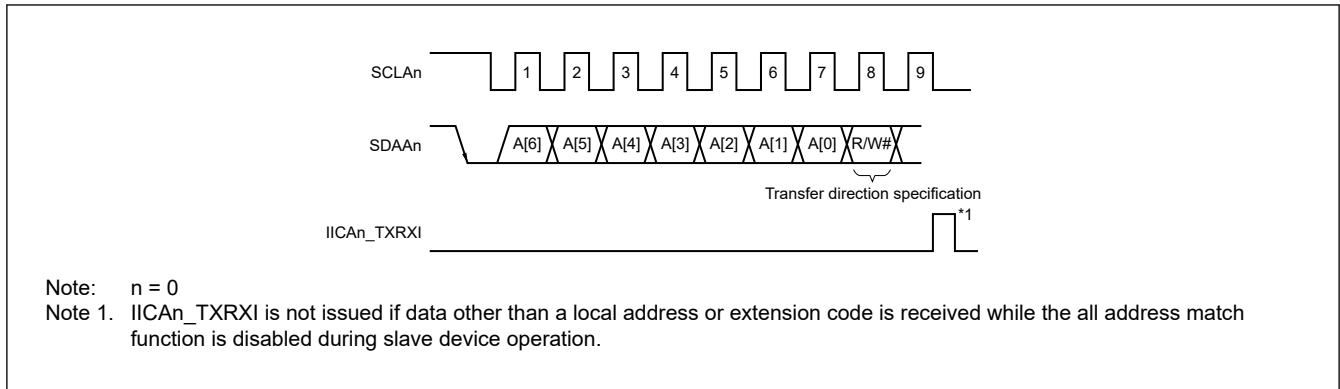 SCLAn 1 2 3 4 5 6 7 8 9
SDAAn A[6] A[5] A[4] A[3] A[2] A[1] A[0] R/W#
Transfer direction specification
IICAn_TXRXI *1
Note: n = 0
Note 1. IICAn_TXRXI is not issued if data other than a local address or extension code is received while the all address match
function is disabled during slave device operation.